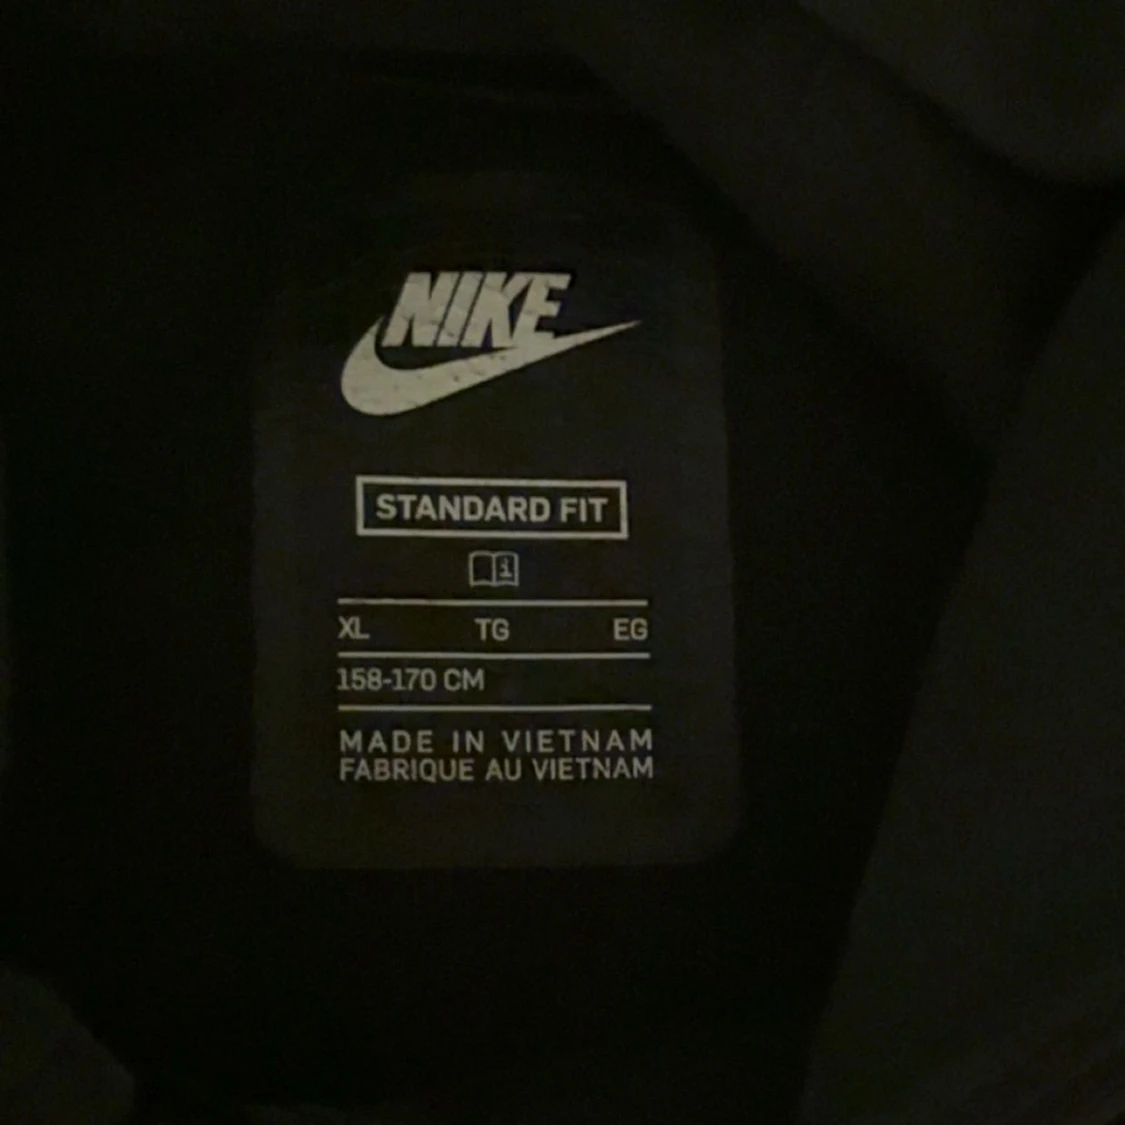 NIKE
STANDARD FIT
i
XL TG EG
158-170 CM
MADE IN VIETNAM
FABRIQUE AU VIETNAM